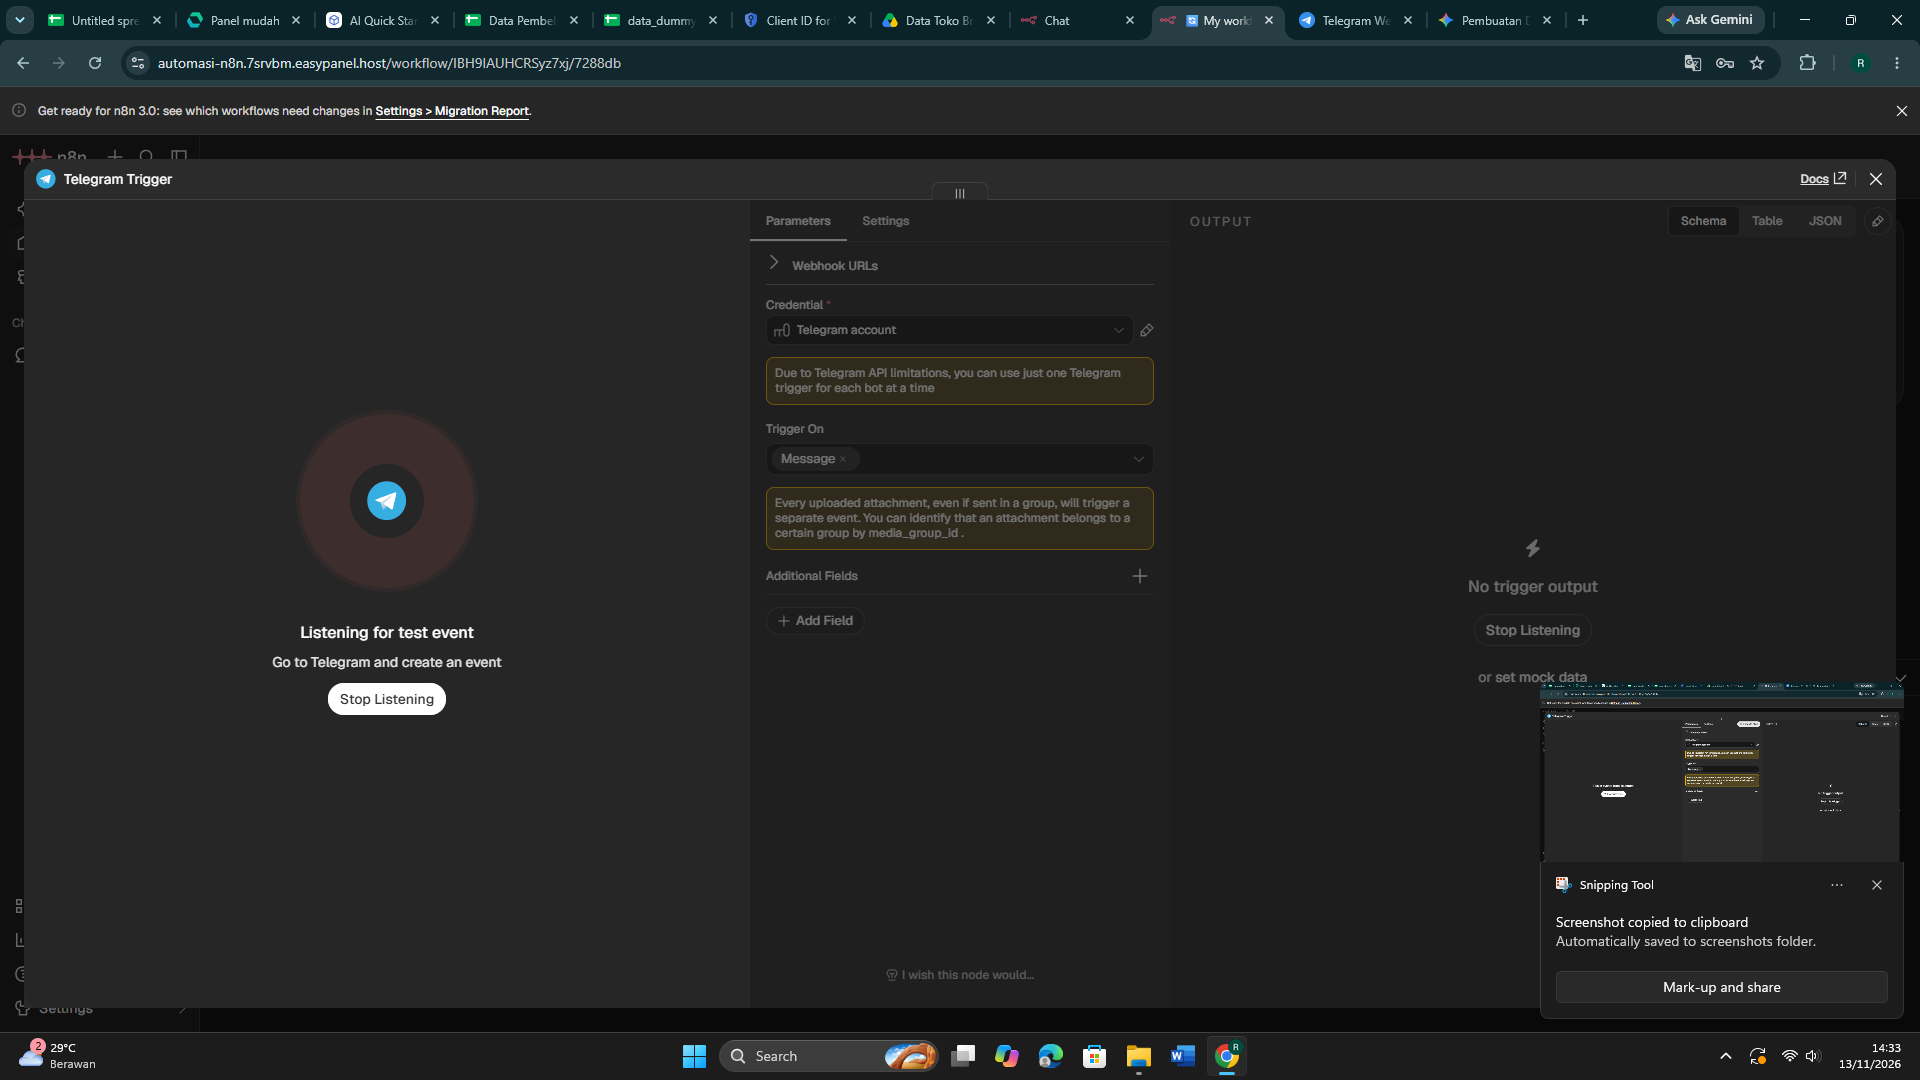 Untitled spre
Panel mudah
AI Quick Star
Data Pembel
data_dummy
Client ID for
Data Toko Br
Chat
My work
Telegram We
Pembuatan
Ask Gemini
automasi-n8n.7srvbm.easypanel.host/workflow/IBH9IAUHCRSyz7xj/7288db
R
Get ready for n8n 3.0: see which workflows need changes in Settings > Migration Report.
n8n
Telegram Trigger
Docs
Parameters
Settings
OUTPUT
Schema
Table
JSON
Webhook URLs
Credential *
Telegram account
Due to Telegram API limitations, you can use just one Telegram
trigger for each bot at a time
Trigger On
Message
Every uploaded attachment, even if sent in a group, will trigger a
separate event. You can identify that an attachment belongs to a
certain group by media_group_id .
Additional Fields
Add Field
Listening for test event
Go to Telegram and create an event
Stop Listening
No trigger output
Stop Listening
or set mock data
I wish this node would...
Snipping Tool
Screenshot copied to clipboard
Automatically saved to screenshots folder.
Mark-up and share
Settings
2
29°C
Berawan
Search
R
14:33
13/11/2026